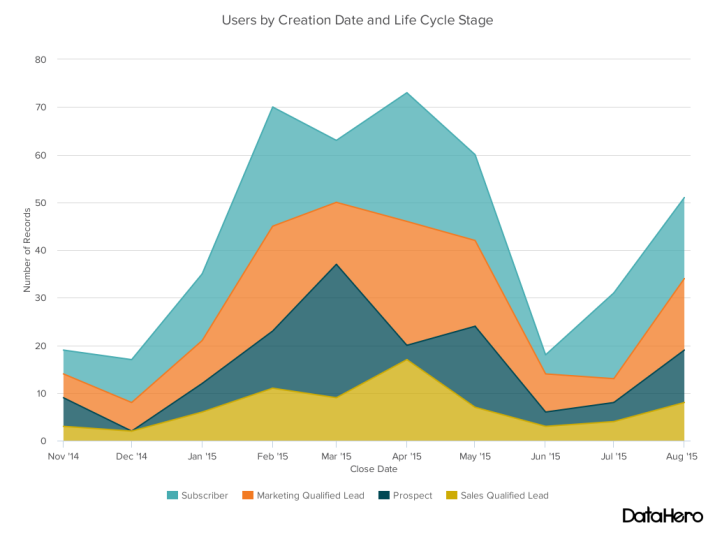 Users by Creation Date and Life Cycle Stage
80
70
60
50
40
30
20
10
0
Number of Records
Nov '14 Dec '14 Jan '15 Feb '15 Mar '15 Apr '15 May '15 Jun '15 Jul '15 Aug '15
Close Date
Subscriber Marketing Qualified Lead Prospect Sales Qualified Lead
DataHero